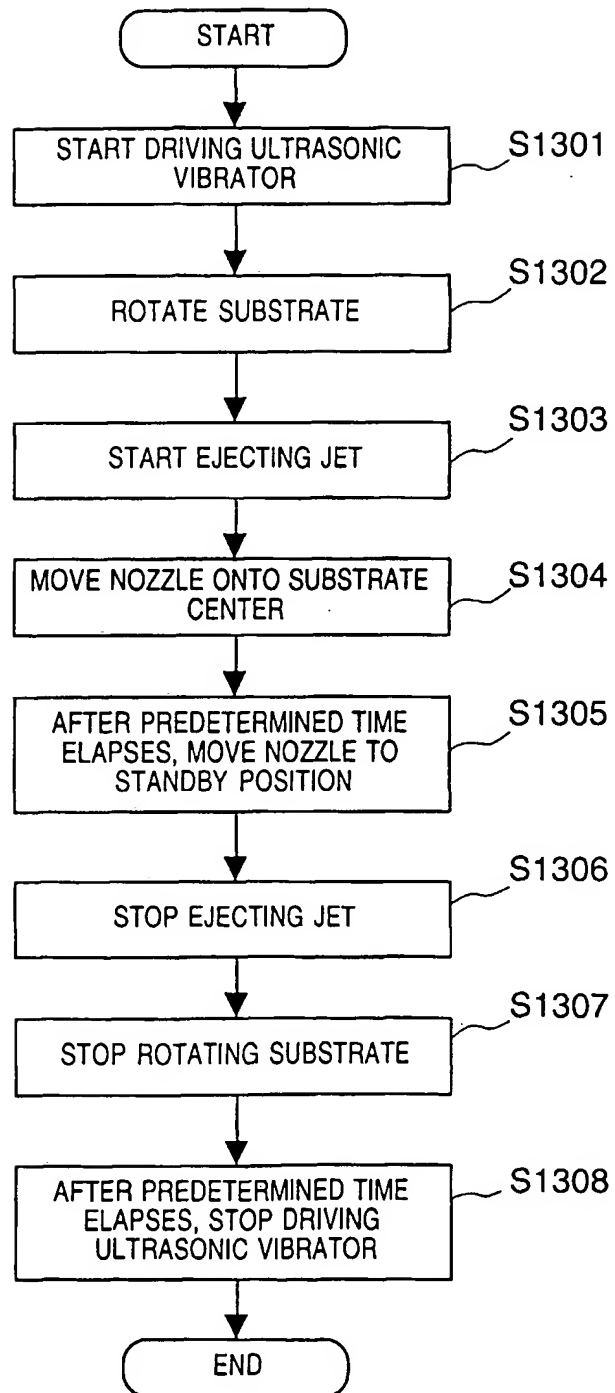 START
START DRIVING ULTRASONIC
VIBRATOR
S1301
ROTATE SUBSTRATE
S1302
START EJECTING JET
S1303
MOVE NOZZLE ONTO SUBSTRATE
CENTER
S1304
AFTER PREDETERMINED TIME
ELAPSES, MOVE NOZZLE TO
STANDBY POSITION
S1305
STOP EJECTING JET
S1306
STOP ROTATING SUBSTRATE
S1307
AFTER PREDETERMINED TIME
ELAPSES, STOP DRIVING
ULTRASONIC VIBRATOR
S1308
END